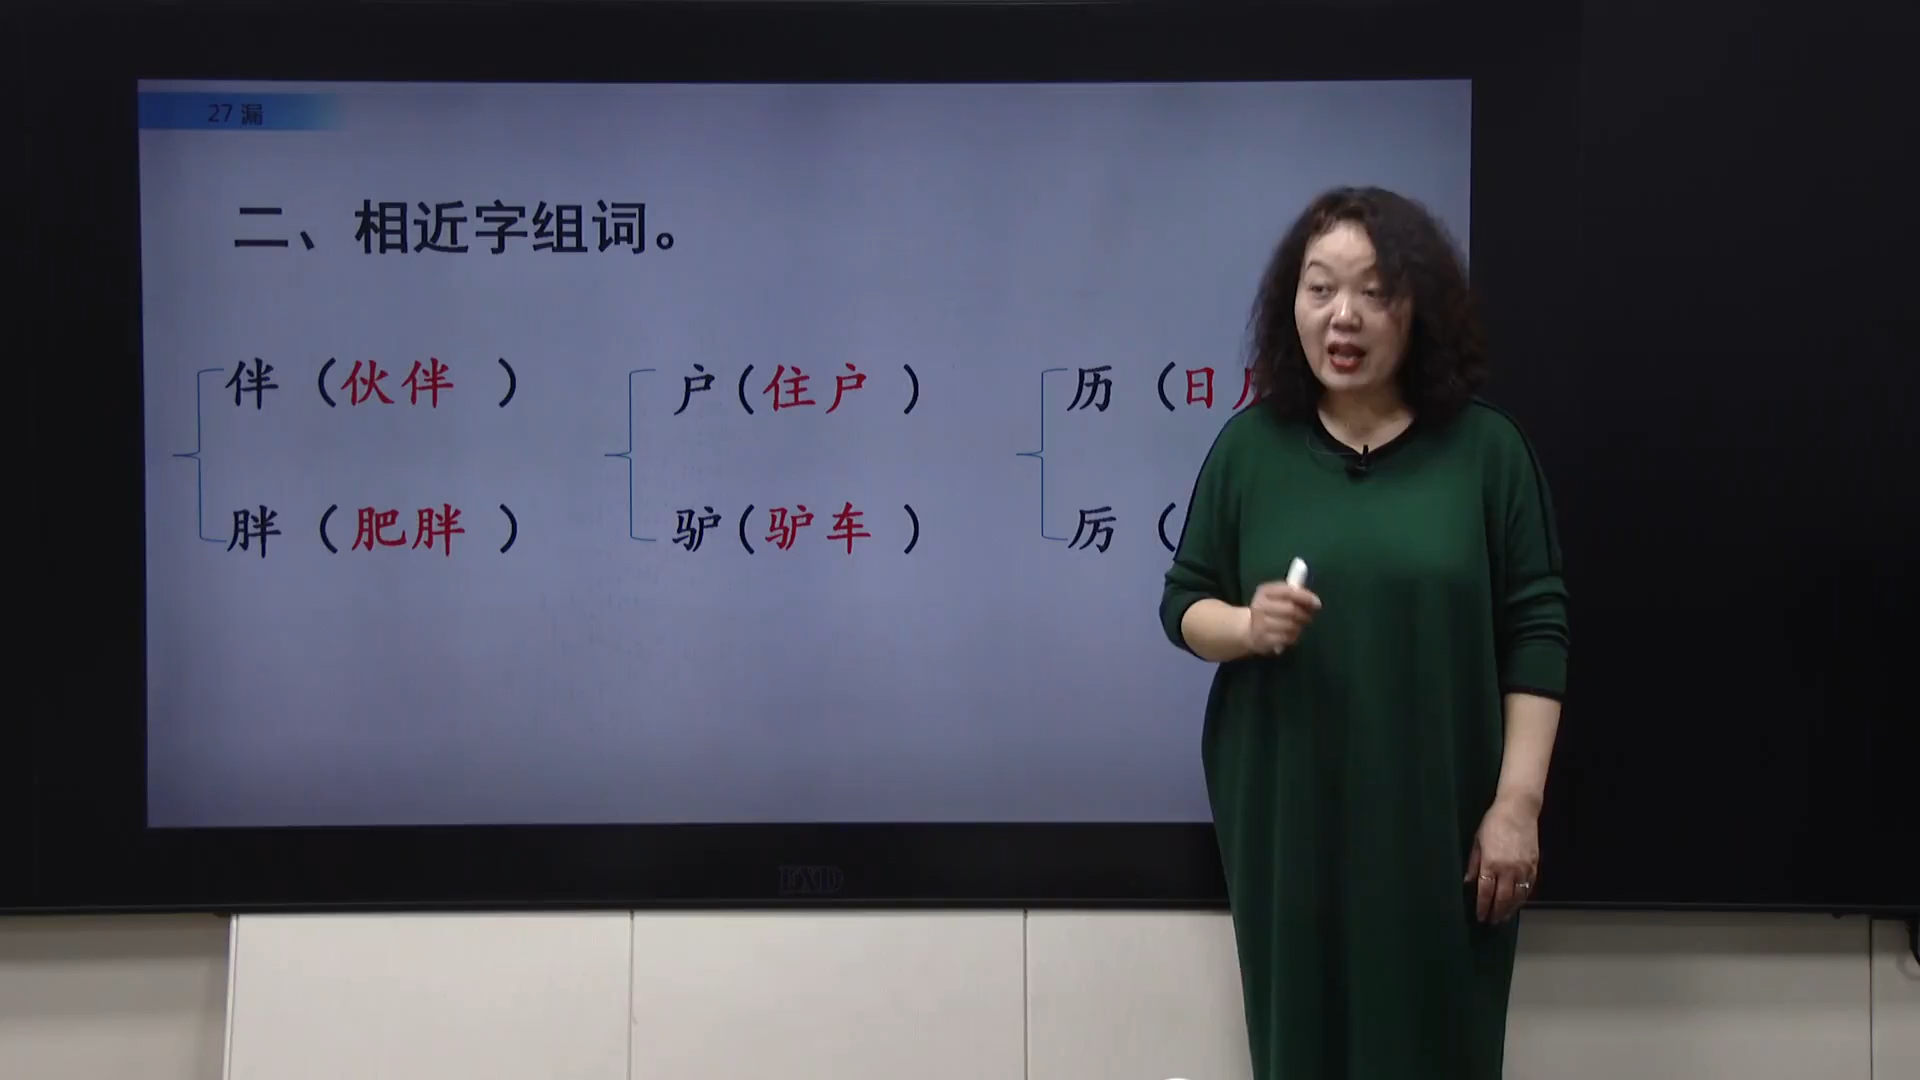 27 漏
二、相近字组词。
伴（伙伴 ） 户(住户 ) 历（日
胖（肥胖 ） 驴(驴车 ) 厉（
EXD